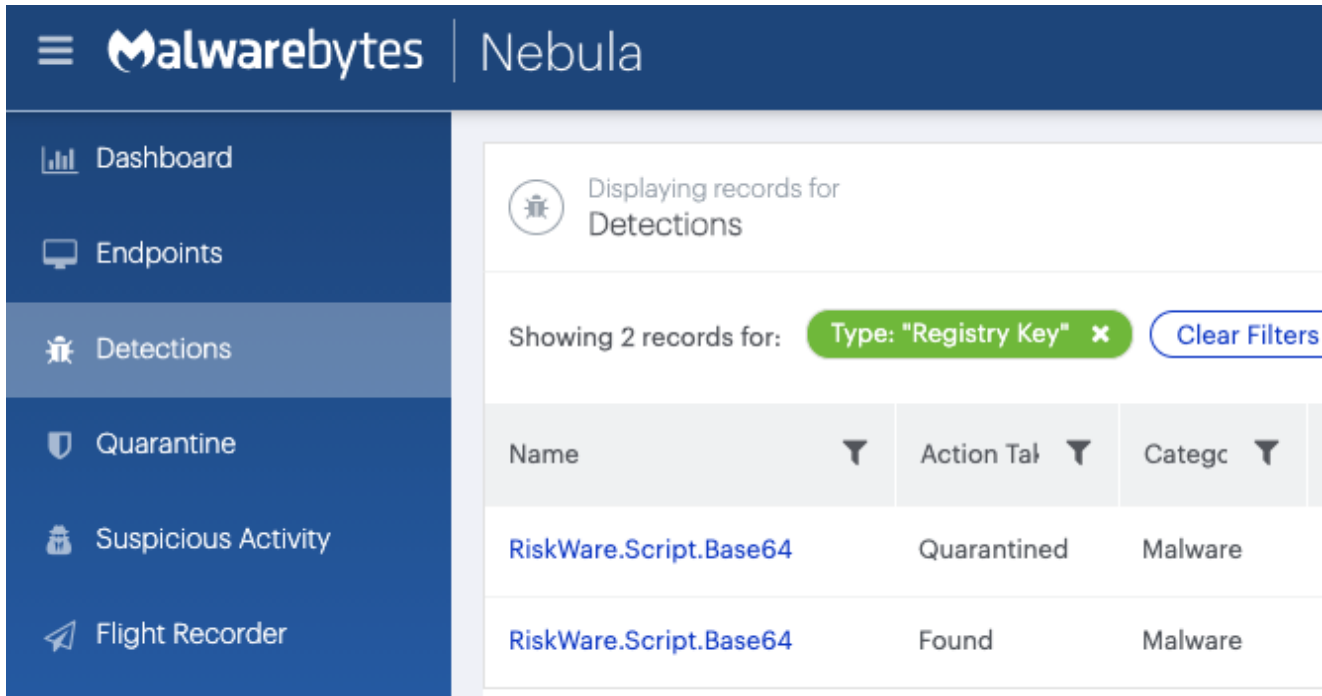 Malwarebytes | Nebula
Dashboard
Endpoints
Detections
Quarantine
Suspicious Activity
Flight Recorder
Displaying records for
Detections
Showing 2 records for: Type: "Registry Key" × Clear Filters
Name Action Tak Catego
RiskWare.Script.Base64 Quarantined Malware
RiskWare.Script.Base64 Found Malware